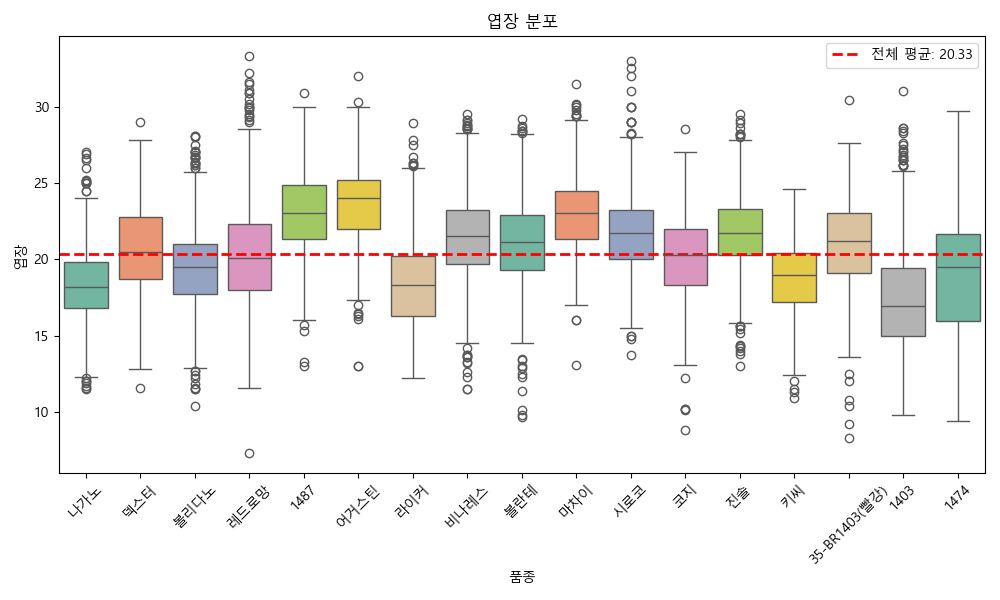 엽장 분포
전체 평균: 20.33
엽장
30
25
20
15
10
나가노
덱스터
볼리다노
레드로망
1487
어거스틴
라이커
비나레스
볼란테
마차이
시로코
코지
진솔
키씨
35-BR1403(빨강)
1403
1474
품종